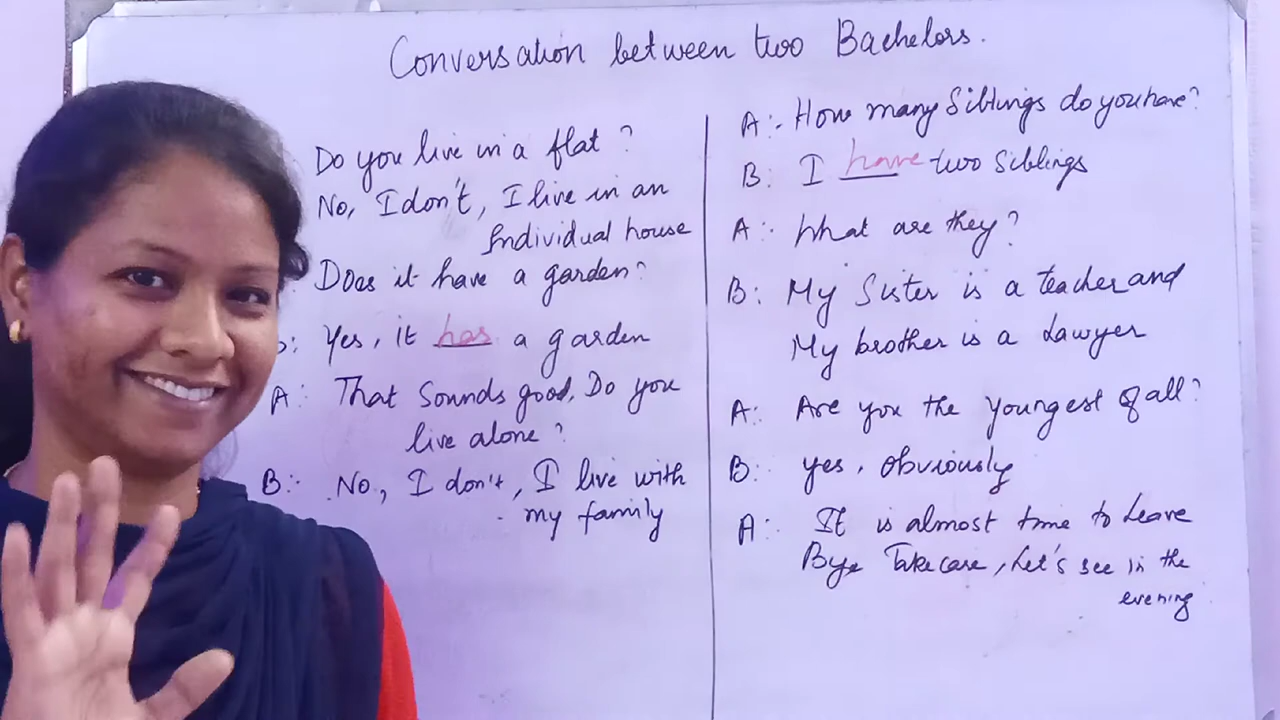 Conversation between two Bachelors.
Do you live in a flat?
No, I don't, I live in an
Individual house
Does it have a garden?
B: Yes, it has a garden
A: That Sounds good. Do you
live alone?
B:- No, I don't, I live with
my family
A:- How many Siblings do you have?
B: I have two Siblings
A:- What are they?
B: My Sister is a teacher and
My brother is a Lawyer
A:- Are you the Youngest of all?
B:- yes, obviously
A:- It is almost time to Leave
Bye Take care, Let's see in the
evening